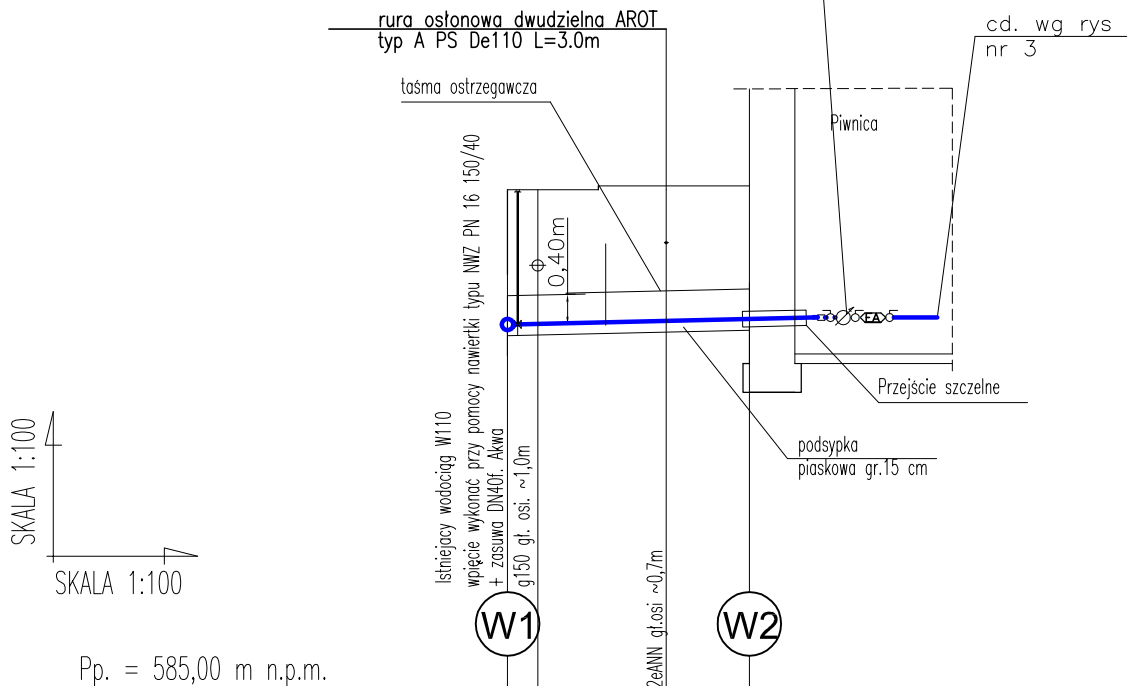 rura osłonowa dwudzielna AROT
typ A PS De110 L=3.0m
cd. wg rys
nr 3
taśma ostrzegawcza
Piwnica
0,40m
EA
Przejście szczelne
podsypka
piaskowa gr.15 cm
Istniejacy wodociąg W110
wpięcie wykonać przy pomocy nawiertki typu NWZ PN 16 150/40
+ zasuwa DN40f. Akwa
g150 gł. osi. ~1,0m
2eANN gł.osi ~0,7m
SKALA 1:100
SKALA 1:100
W1
W2
Pp. = 585,00 m n.p.m.